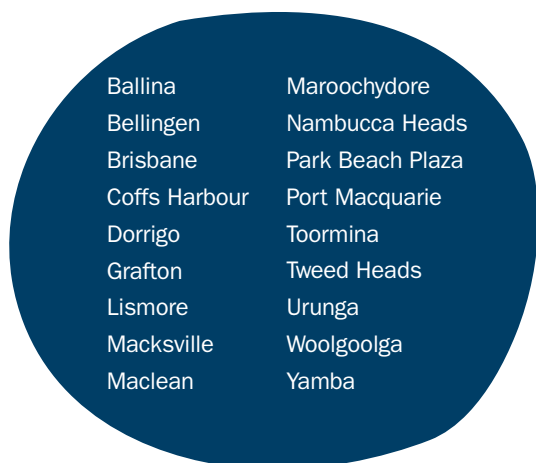 Ballina
Bellingen
Brisbane
Coffs Harbour
Dorrigo
Grafton
Lismore
Macksville
Maclean
Maroochydore
Nambucca Heads
Park Beach Plaza
Port Macquarie
Toormina
Tweed Heads
Urunga
Woolgoolga
Yamba